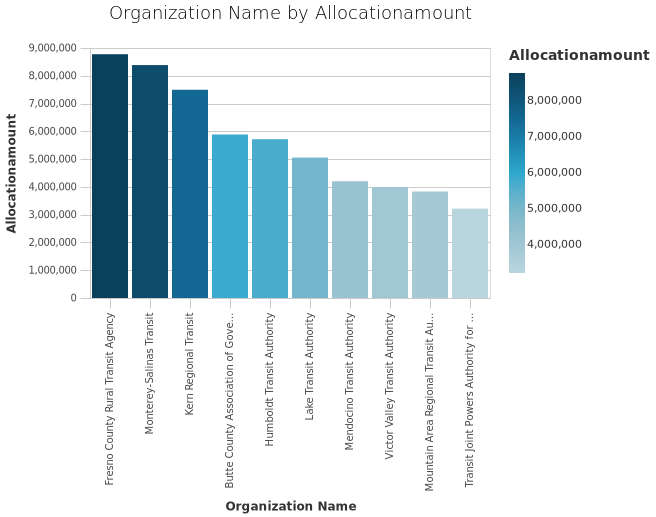 Organization Name by Allocationamount
Allocationamount
9,000,000
8,000,000
7,000,000
6,000,000
5,000,000
4,000,000
3,000,000
2,000,000
1,000,000
0
Allocationamount
8,000,000
7,000,000
6,000,000
5,000,000
4,000,000
Fresno County Rural Transit Agency
Monterey-Salinas Transit
Kern Regional Transit
Butte County Association of Gove...
Humboldt Transit Authority
Lake Transit Authority
Mendocino Transit Authority
Victor Valley Transit Authority
Mountain Area Regional Transit Au...
Transit Joint Powers Authority for ...
Organization Name